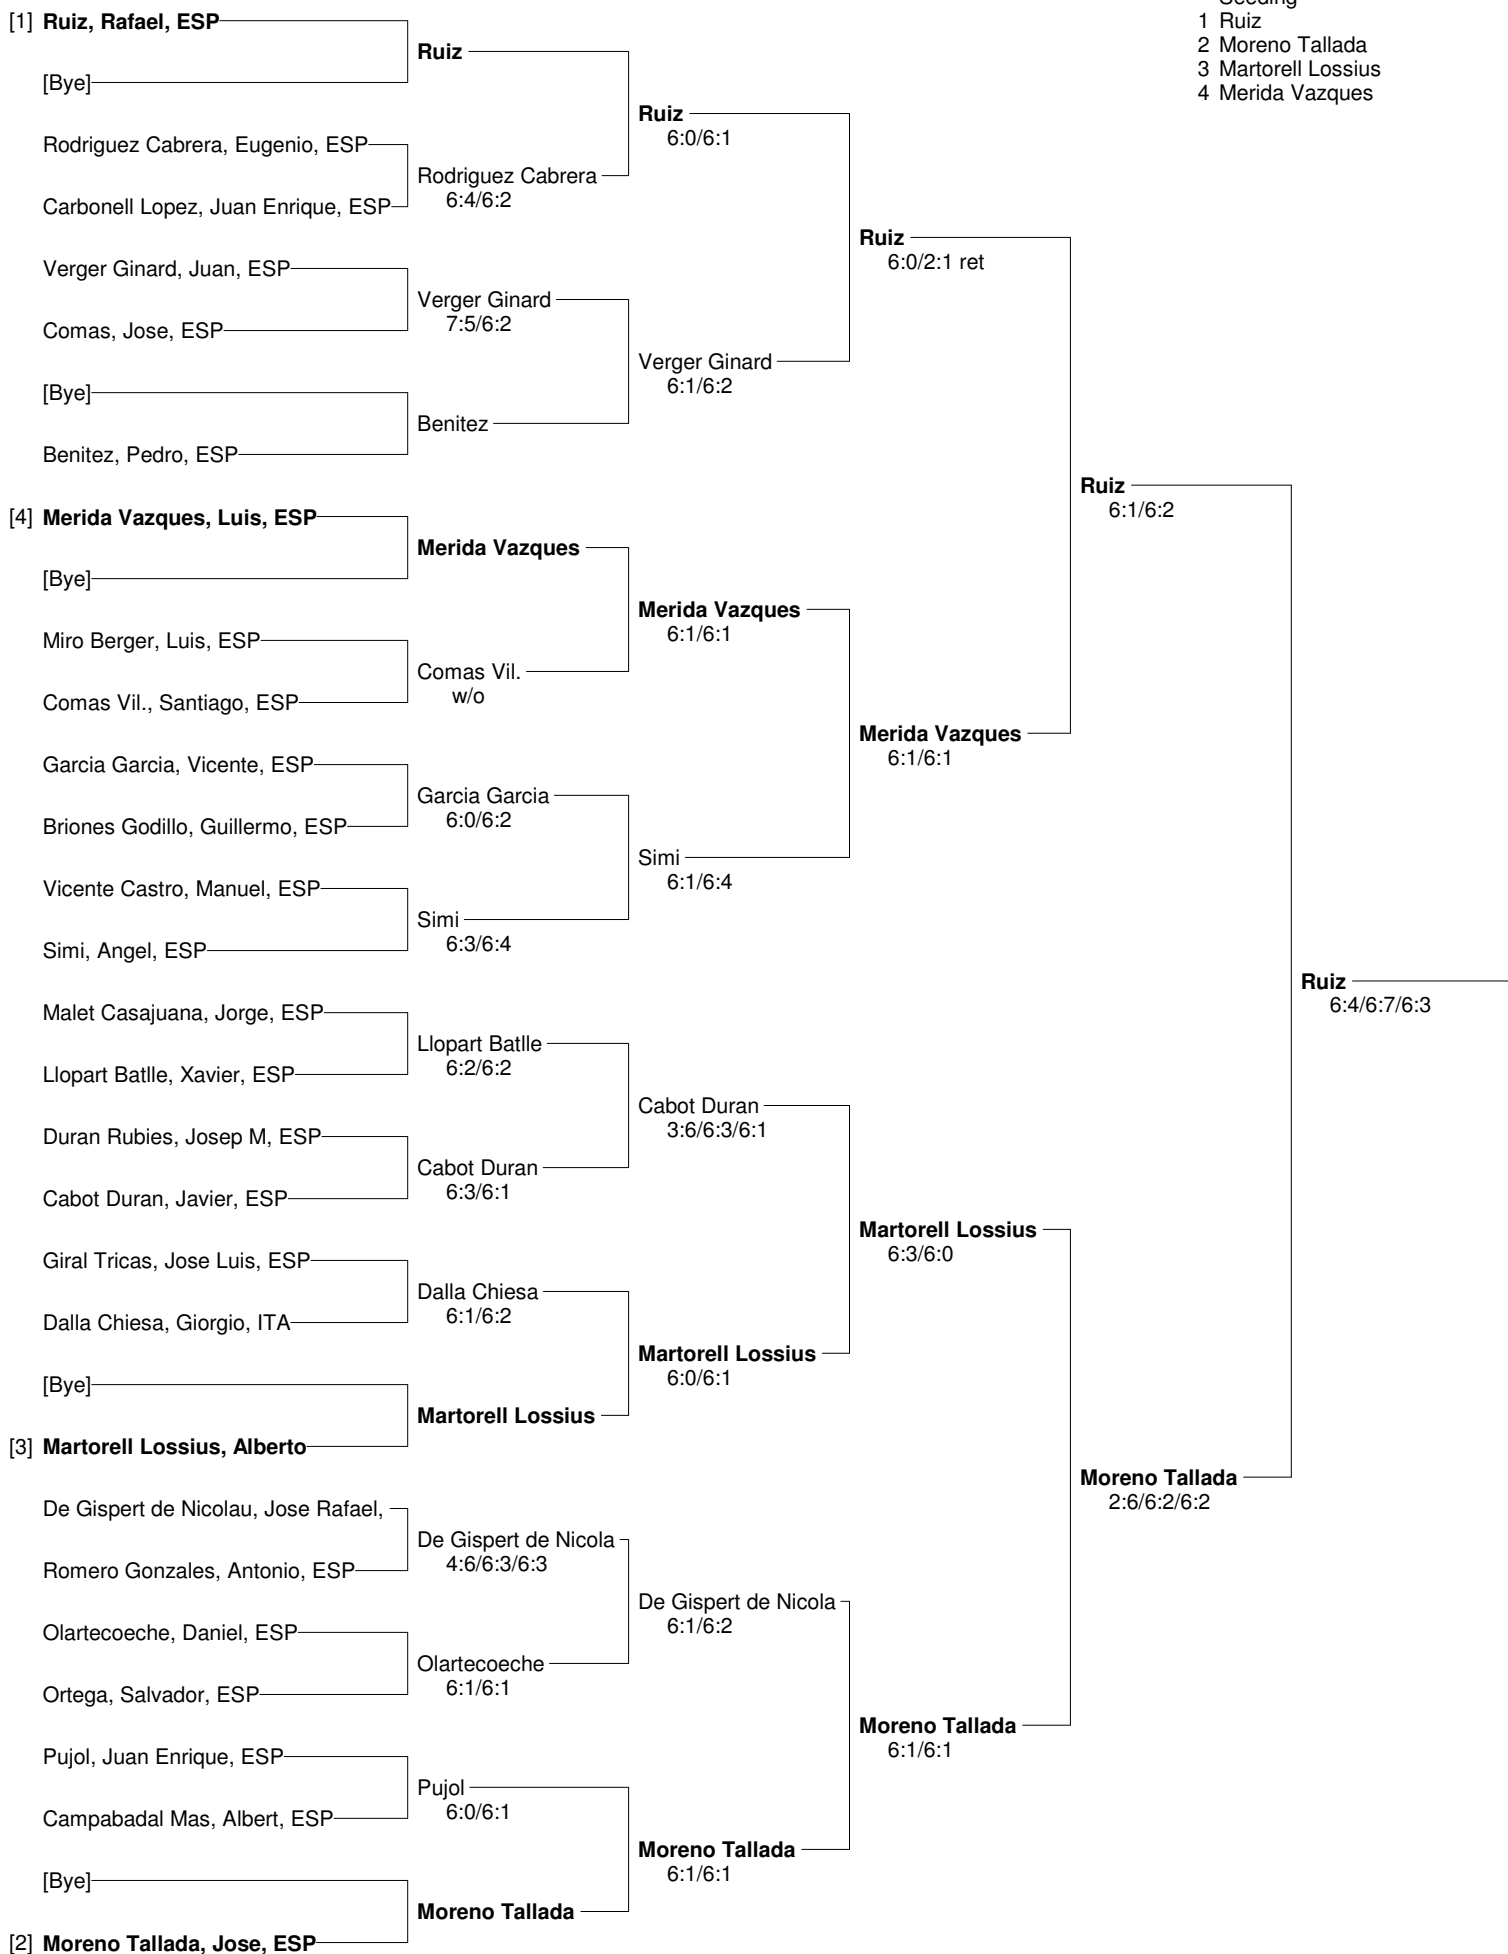 Seeding
1 Ruiz
2 Moreno Tallada
3 Martorell Lossius
4 Merida Vazques
[1] Ruiz, Rafael, ESP
[Bye]
Rodriguez Cabrera, Eugenio, ESP
Carbonell Lopez, Juan Enrique, ESP
Verger Ginard, Juan, ESP
Comas, Jose, ESP
[Bye]
Benitez, Pedro, ESP
[4] Merida Vazques, Luis, ESP
[Bye]
Miro Berger, Luis, ESP
Comas Vil., Santiago, ESP
Garcia Garcia, Vicente, ESP
Briones Godillo, Guillermo, ESP
Vicente Castro, Manuel, ESP
Simi, Angel, ESP
Malet Casajuana, Jorge, ESP
Llopart Batlle, Xavier, ESP
Duran Rubies, Josep M, ESP
Cabot Duran, Javier, ESP
Giral Tricas, Jose Luis, ESP
Dalla Chiesa, Giorgio, ITA
[Bye]
[3] Martorell Lossius, Alberto
De Gispert de Nicolau, Jose Rafael,
Romero Gonzales, Antonio, ESP
Olartecoeche, Daniel, ESP
Ortega, Salvador, ESP
Pujol, Juan Enrique, ESP
Campabadal Mas, Albert, ESP
[Bye]
[2] Moreno Tallada, Jose, ESP
Ruiz
Rodriguez Cabrera
6:4/6:2
Verger Ginard
7:5/6:2
Benitez
Merida Vazques
Comas Vil.
w/o
Garcia Garcia
6:0/6:2
Simi
6:3/6:4
Llopart Batlle
6:2/6:2
Cabot Duran
6:3/6:1
Dalla Chiesa
6:1/6:2
Martorell Lossius
De Gispert de Nicola
4:6/6:3/6:3
Olartecoeche
6:1/6:1
Pujol
6:0/6:1
Moreno Tallada
Ruiz
6:0/6:1
Verger Ginard
6:1/6:2
Merida Vazques
6:1/6:1
Simi
6:1/6:4
Cabot Duran
3:6/6:3/6:1
Martorell Lossius
6:0/6:1
De Gispert de Nicola
6:1/6:2
Moreno Tallada
6:1/6:1
Ruiz
6:0/2:1 ret
Merida Vazques
6:1/6:1
Martorell Lossius
6:3/6:0
Moreno Tallada
6:1/6:1
Ruiz
6:1/6:2
Moreno Tallada
2:6/6:2/6:2
Ruiz
6:4/6:7/6:3